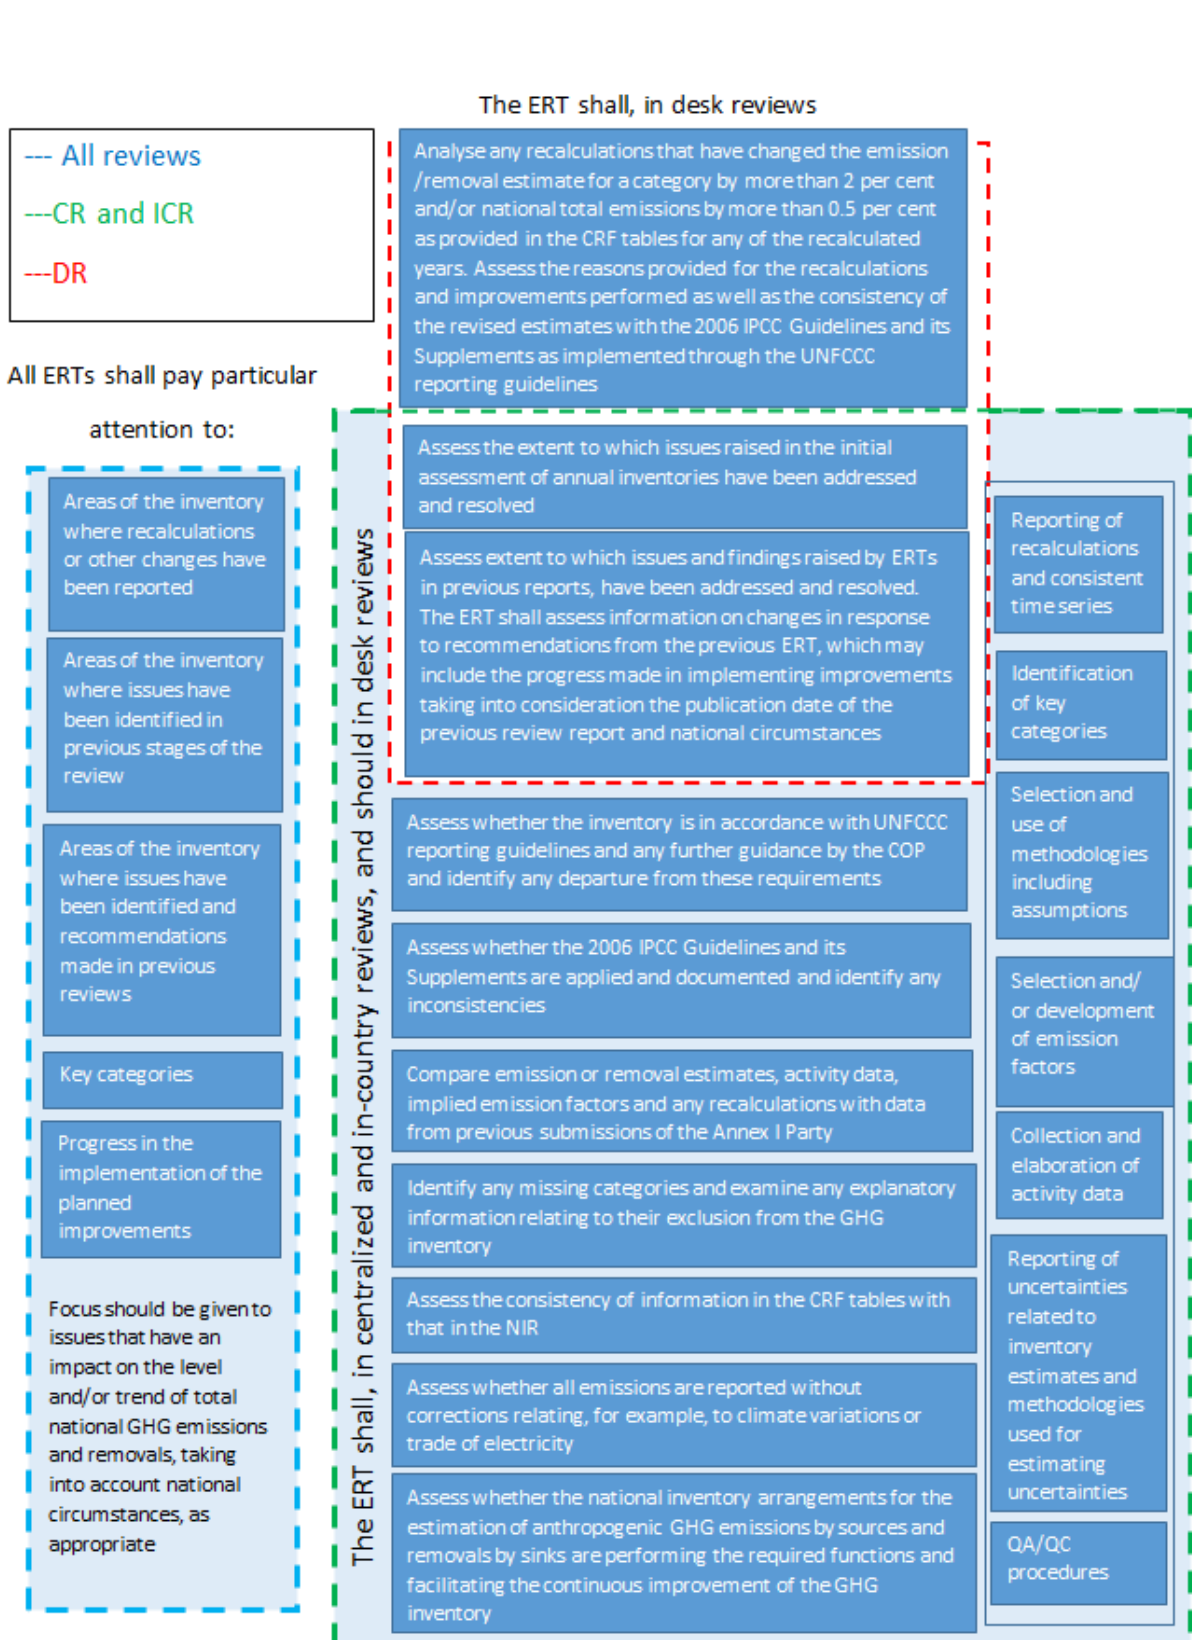 The ERT shall, in desk reviews
--- All reviews
---CR and ICR
---DR
Analyse any recalculations that have changed the emission
/removal estimate for a category by more than 2 per cent
and/or national total emissions by more than 0.5 per cent
as provided in the CRF tables for any of the recalculated
years. Assess the reasons provided for the recalculations
and improvements performed as well as the consistency of
the revised estimates with the 2006 IPCC Guidelines and its
Supplements as implemented through the UNFCCC
reporting guidelines
All ERTs shall pay particular
attention to:
Areas of the inventory
where recalculations
or other changes have
been reported
Areas of the inventory
where issues have
been identified in
previous stages of the
review
Areas of the inventory
where issues have
been identified and
recommendations
made in previous
reviews
Key categories
Progress in the
implementation of the
planned
improvements
Focus should be given to
issues that have an
impact on the level
and/or trend of total
national GHG emissions
and removals, taking
into account national
circumstances, as
appropriate
The ERT shall, in centralized and in-country reviews, and should in desk reviews
Assess the extent to which issues raised in the initial
assessment of annual inventories have been addressed
and resolved
Assess extent to which issues and findings raised by ERTs
in previous reports, have been addressed and resolved.
The ERT shall assess information on changes in response
to recommendations from the previous ERT, which may
include the progress made in implementing improvements
taking into consideration the publication date of the
previous review report and national circumstances
Assess whether the inventory is in accordance with UNFCCC
reporting guidelines and any further guidance by the COP
and identify any departure from these requirements
Assess whether the 2006 IPCC Guidelines and its
Supplements are applied and documented and identify any
inconsistencies
Compare emission or removal estimates, activity data,
implied emission factors and any recalculations with data
from previous submissions of the Annex I Party
Identify any missing categories and examine any explanatory
information relating to their exclusion from the GHG
inventory
Assess the consistency of information in the CRF tables with
that in the NIR
Assess whether all emissions are reported without
corrections relating, for example, to climate variations or
trade of electricity
Assess whether the national inventory arrangements for the
estimation of anthropogenic GHG emissions by sources and
removals by sinks are performing the required functions and
facilitating the continuous improvement of the GHG
inventory
Reporting of
recalculations
and consistent
time series
Identification
of key
categories
Selection and
use of
methodologies
including
assumptions
Selection and/
or development
of emission
factors
Collection and
elaboration of
activity data
Reporting of
uncertainties
related to
inventory
estimates and
methodologies
used for
estimating
uncertainties
QA/QC
procedures